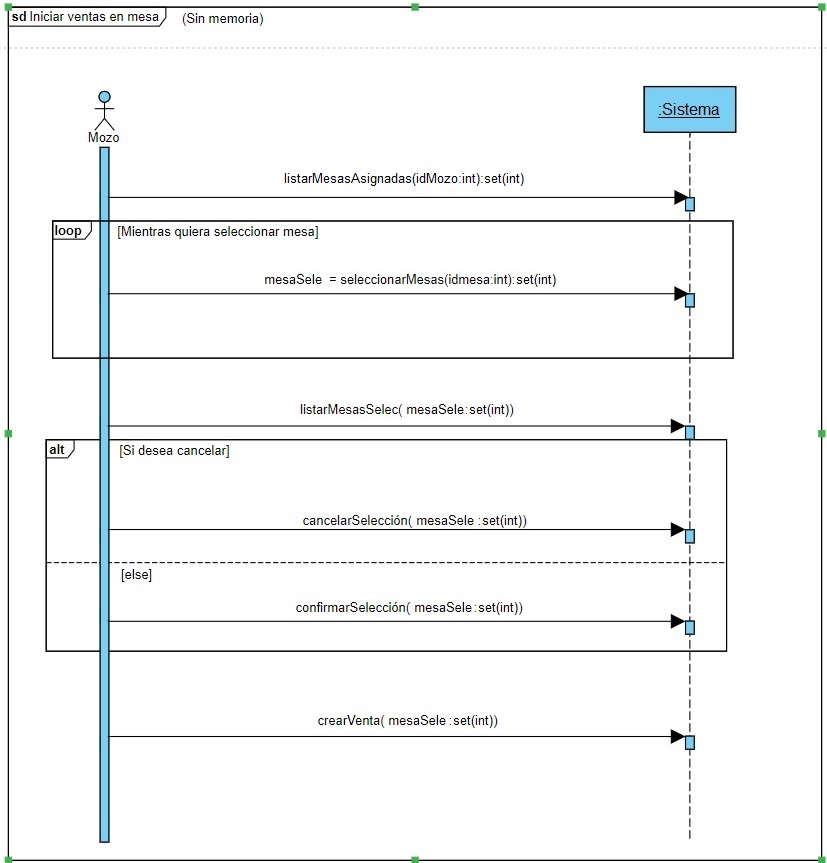 sd Iniciar ventas en mesa (Sin memoria)
Mozo
:Sistema
listarMesasAsignadas(idMozo:int):set(int)
loop [Mientras quiera seleccionar mesa]
mesaSele = seleccionarMesas(idmesa:int):set(int)
listarMesasSelec( mesaSele:set(int))
alt [Si desea cancelar]
cancelarSelección( mesaSele :set(int))
[else]
confirmarSelección( mesaSele:set(int))
crearVenta( mesaSele :set(int))